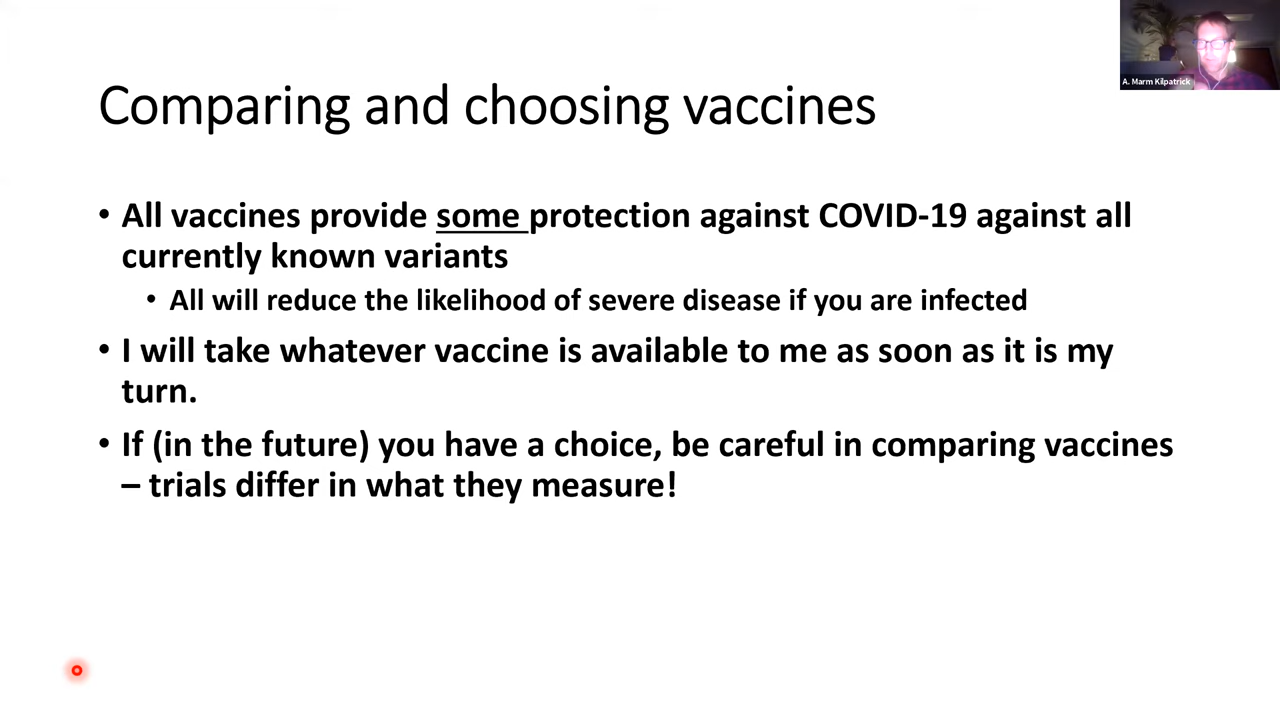 A. Marm Kilpatrick
Comparing and choosing vaccines
• All vaccines provide some protection against COVID-19 against all
currently known variants
• All will reduce the likelihood of severe disease if you are infected
• I will take whatever vaccine is available to me as soon as it is my
turn.
• If (in the future) you have a choice, be careful in comparing vaccines
– trials differ in what they measure!